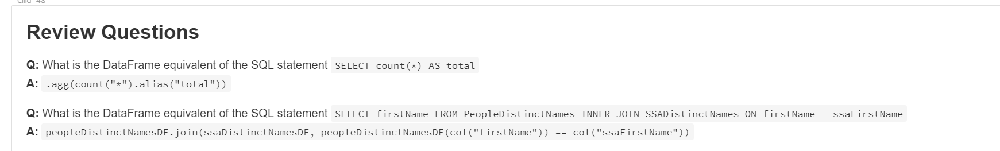 Cmd 48
Review Questions
Q: What is the DataFrame equivalent of the SQL statement SELECT count(*) AS total
A: .agg(count("*").alias("total"))
Q: What is the DataFrame equivalent of the SQL statement SELECT firstName FROM PeopleDistinctNames INNER JOIN SSADistinctNames ON firstName = ssaFirstName
A: peopleDistinctNamesDF.join(ssaDistinctNamesDF, peopleDistinctNamesDF(col("firstName")) == col("ssaFirstName"))